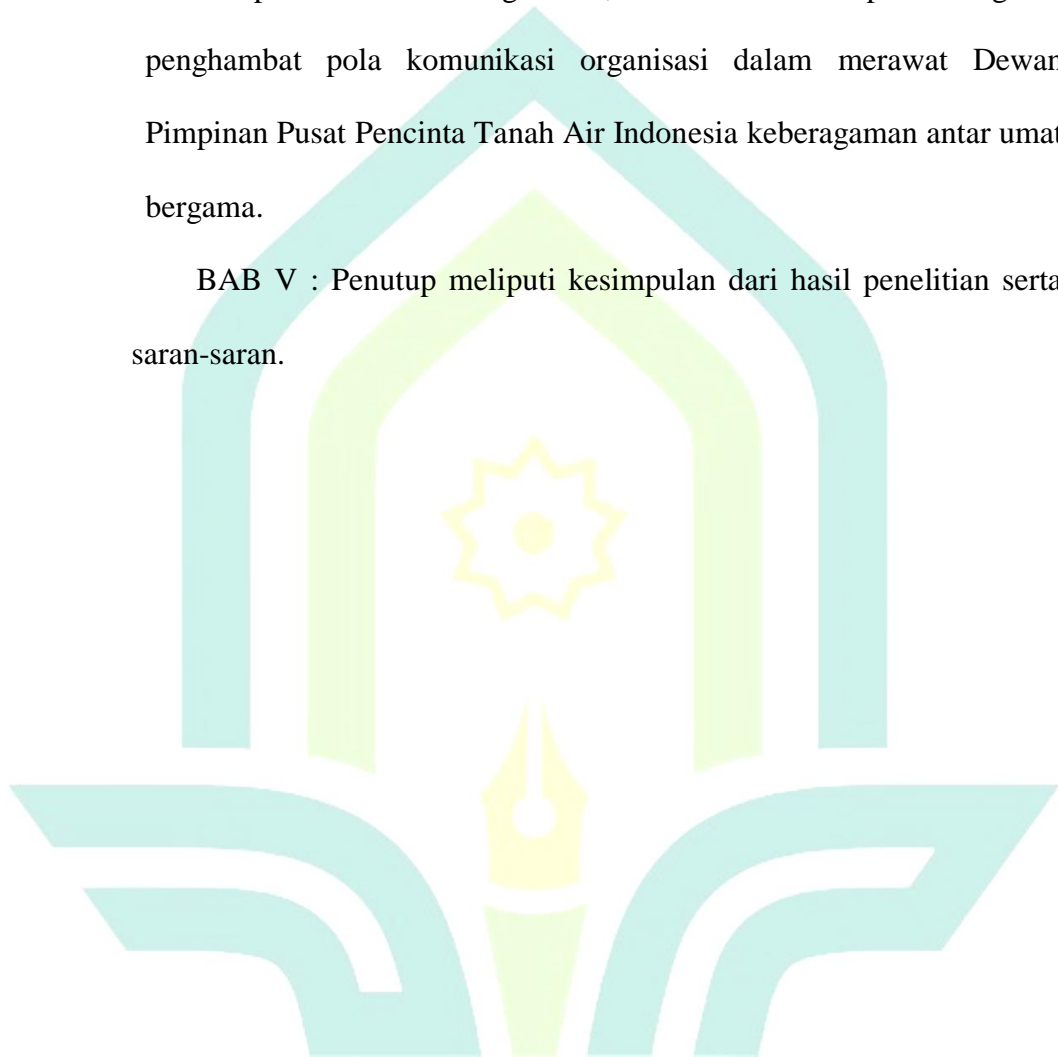 penghambat pola komunikasi organisasi dalam merawat Dewan
Pimpinan Pusat Pencinta Tanah Air Indonesia keberagaman antar umat
bergama.
BAB V : Penutup meliputi kesimpulan dari hasil penelitian serta
saran-saran.